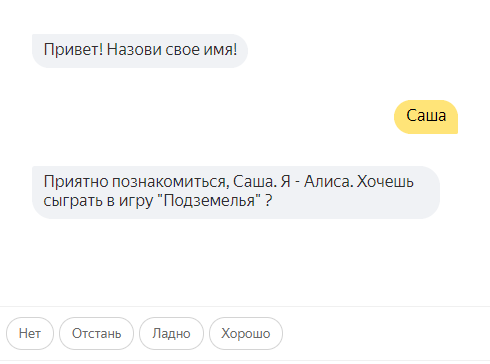 Привет! Назови свое имя!
Саша
Приятно познакомиться, Саша. Я - Алиса. Хочешь
сыграть в игру "Подземелья" ?
Нет
Отстань
Ладно
Хорошо